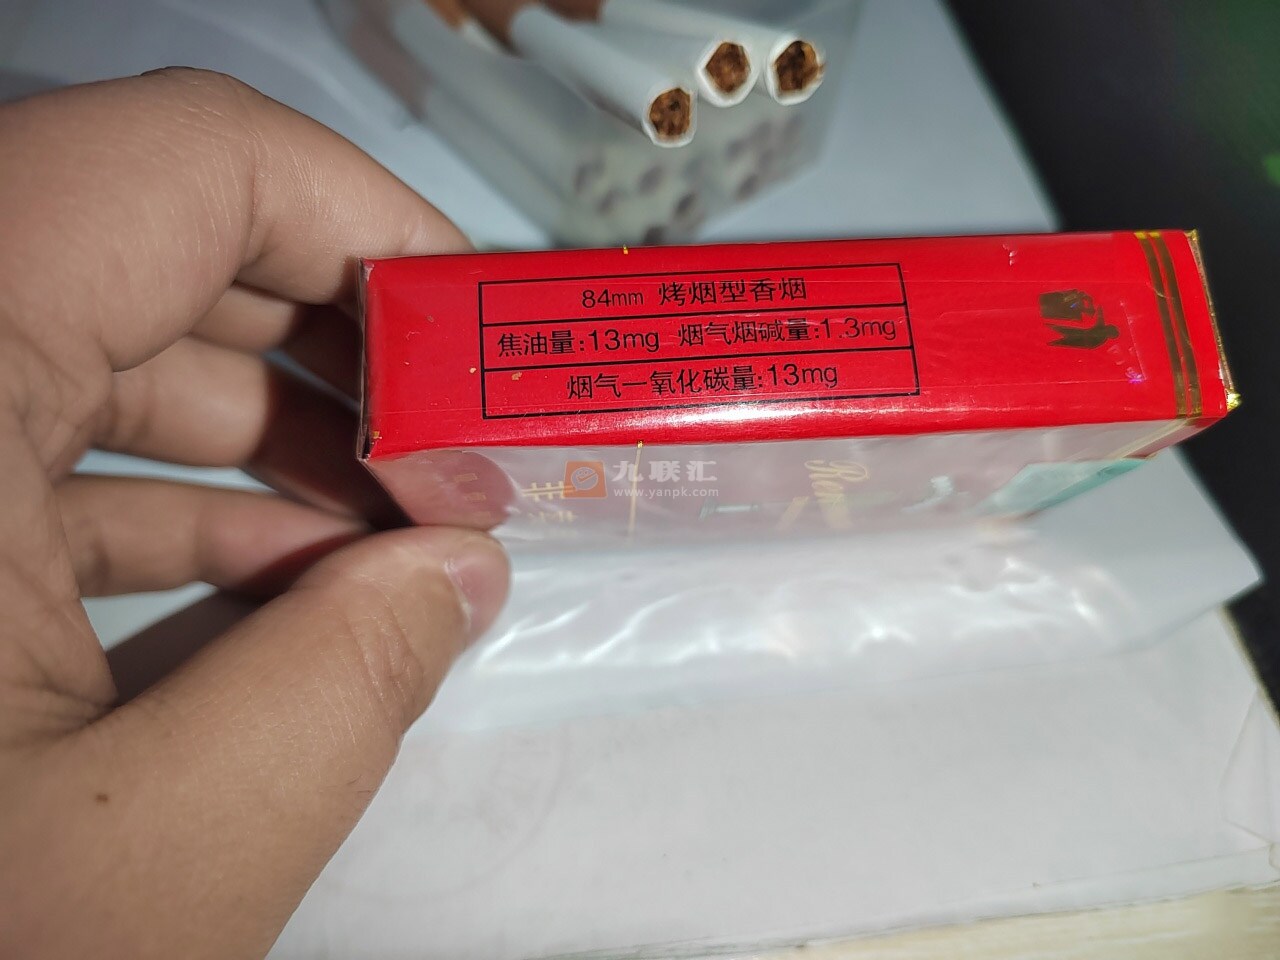 84mm 烤烟型香烟
焦油量:13mg 烟气烟碱量:1.3mg
烟气一氧化碳量:13mg
九联汇
www.yanpk.com